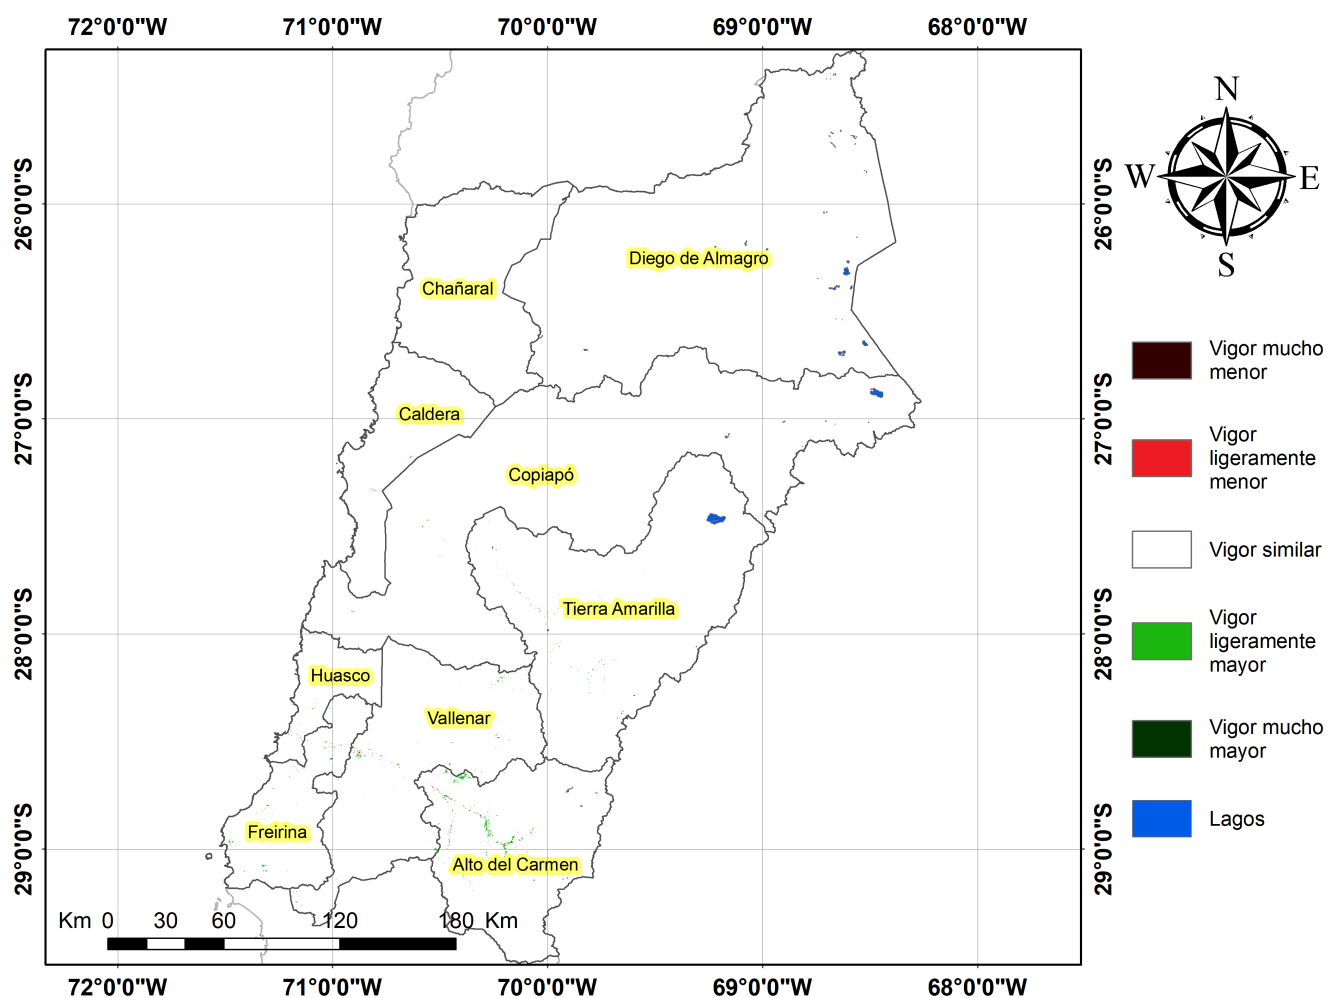 72°0'0"W 71°0'0"W 70°0'0"W 69°0'0"W 68°0'0"W
N
W E
S
26°0'0"S 26°0'0"S
Diego de Almagro
Chañaral
Vigor mucho
menor
Caldera
27°0'0"S 27°0'0"S
Vigor
ligeramente
menor
Copiapó
Vigor similar
Tierra Amarilla
28°0'0"S 28°0'0"S
Vigor
ligeramente
mayor
Huasco
Vallenar
Vigor mucho
mayor
Lagos
Freirina
29°0'0"S 29°0'0"S
Alto del Carmen
Km 0 30 60 120 180 Km
72°0'0"W 71°0'0"W 70°0'0"W 69°0'0"W 68°0'0"W